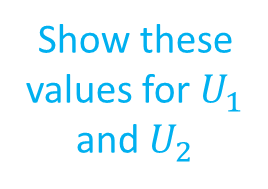 Show these
values for U₁
and U₂